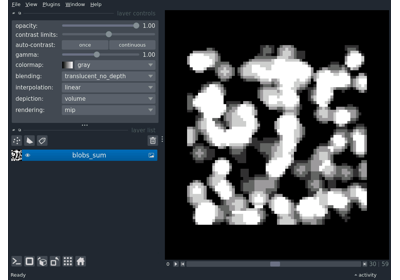 File View Plugins Window Help
layer controls
opacity: 1.00
contrast limits:
auto-contrast: once continuous
gamma: 1.00
colormap: gray
blending: translucent_no_depth
interpolation: linear
depiction: volume
rendering: mip
layer list
blobs_sum
30 59
Ready
activity